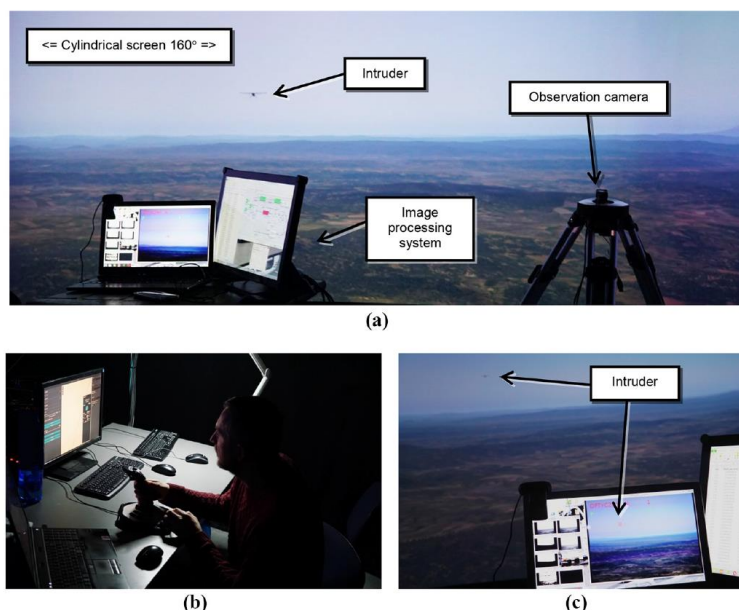 <= Cylindrical screen 160° =>
Intruder
Observation camera
Image
processing
system
(a)
Intruder
(b)
(c)